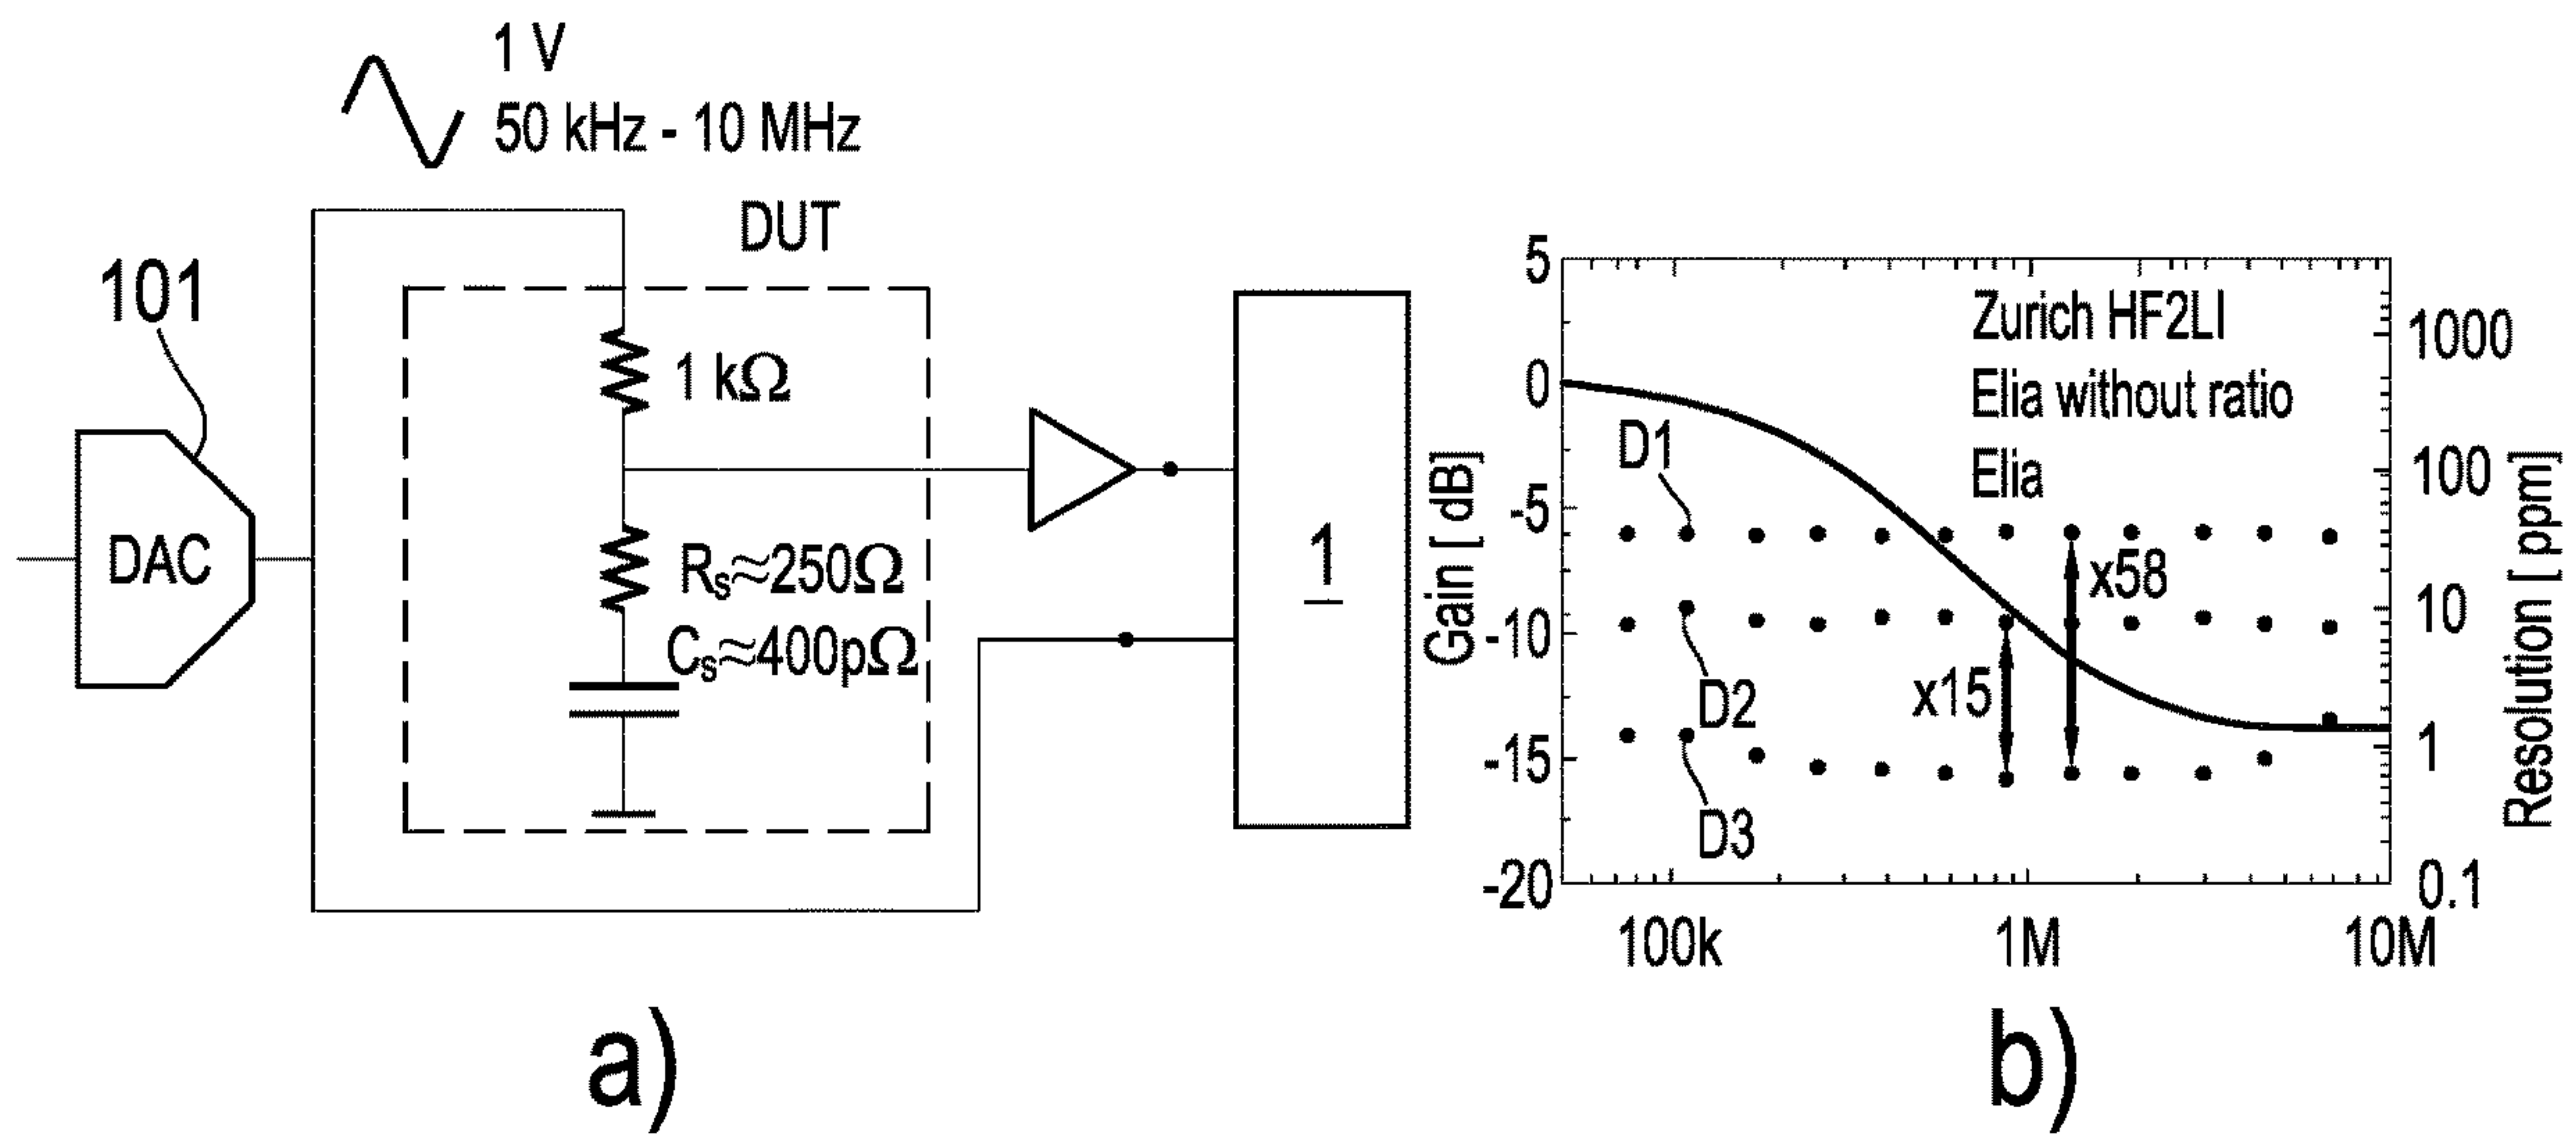 1 V
50 kHz - 10 MHz
DUT
101
DAC
1 kΩ
Rs≈250Ω
Cs≈400pΩ
1
a)
Gain [ dB]
5
0
-5
-10
-15
-20
Zurich HF2LI
Elia without ratio
Elia
D1
D2
D3
x15
x58
1000
100
10
1
0.1
Resolution [ ppm]
100k
1M
10M
b)